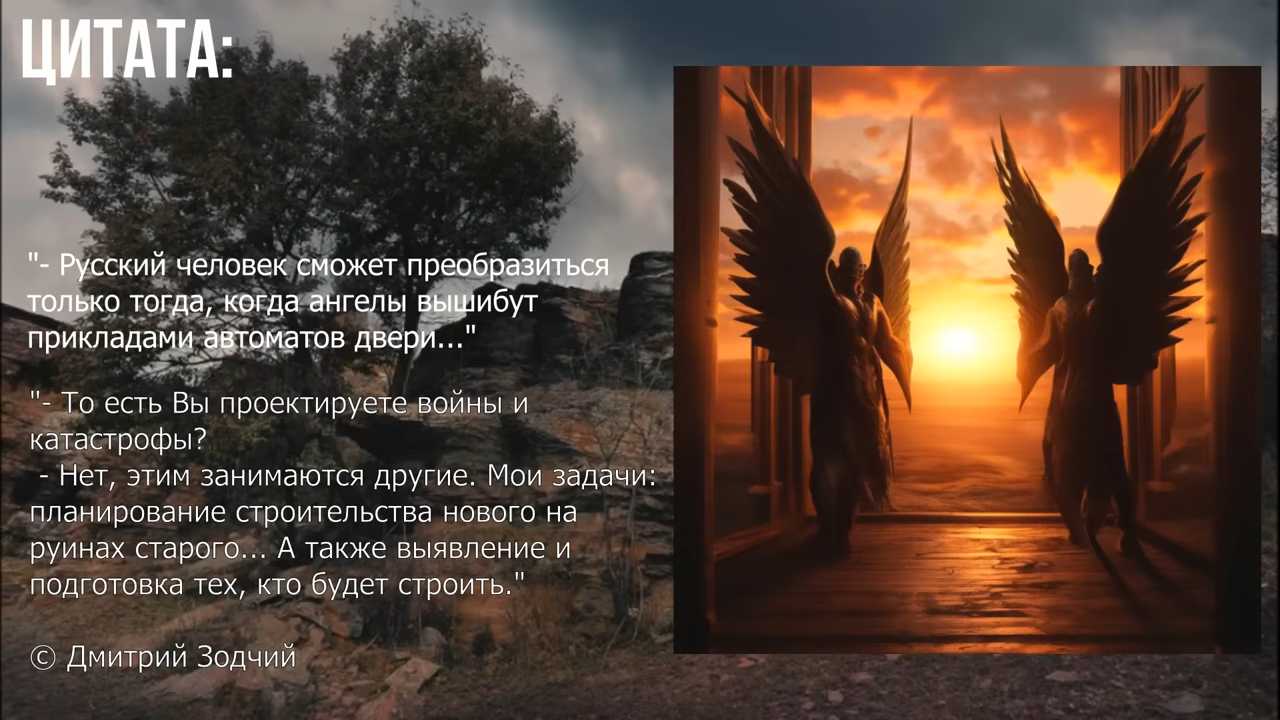 ЦИТАТА:
"- Русский человек сможет преобразиться
только тогда, когда ангелы вышибут
прикладами автоматов двери..."
"- То есть Вы проектируете войны и
катастрофы?
- Нет, этим занимаются другие. Мои задачи:
планирование строительства нового на
руинах старого... А также выявление и
подготовка тех, кто будет строить."
© Дмитрий Зодчий